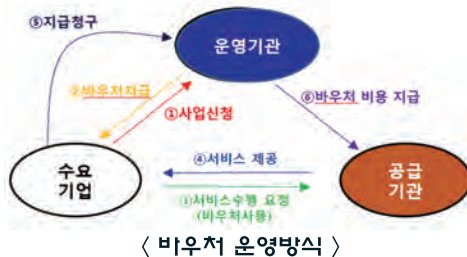 ⑤지급청구
운영기관
②바우처지급
①사업신청
⑥바우처 비용 지급
④서비스 제공
수요
기업
공급
기관
③서비스수행 요청
(바우처사용)
〈 바우처 운영방식 〉